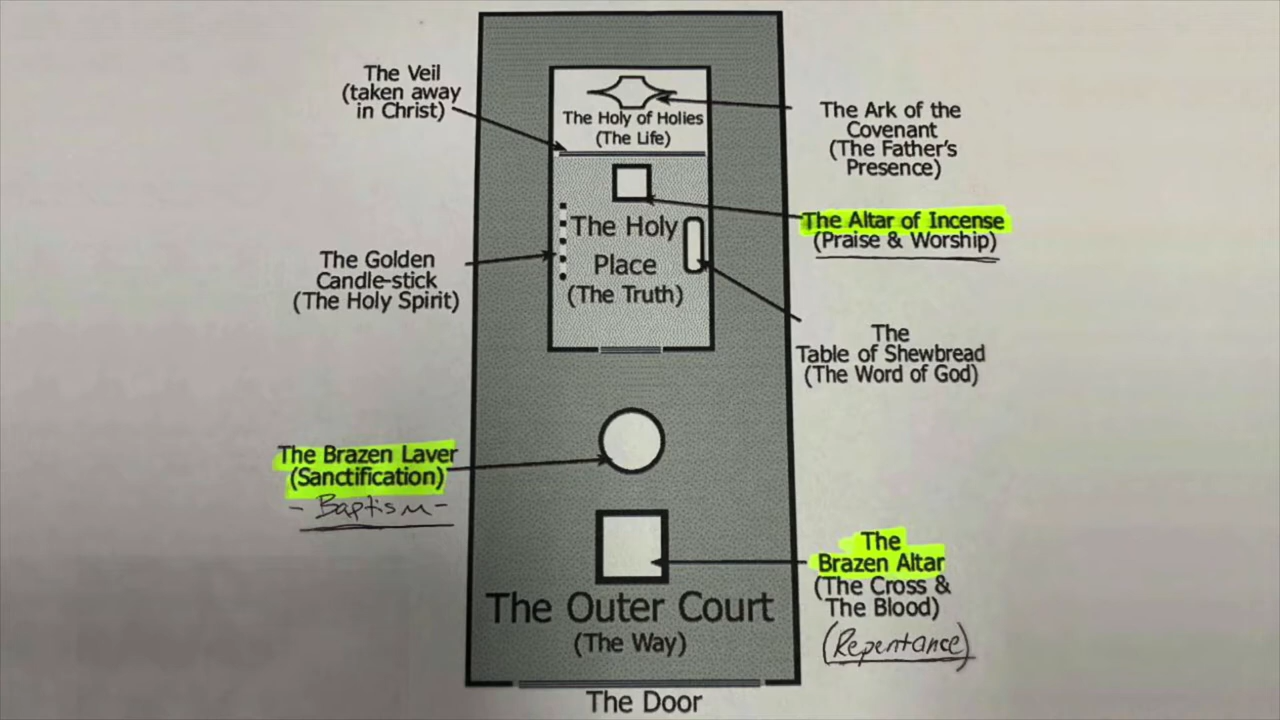 The Veil
(taken away
in Christ)
The Holy of Holies
(The Life)
The Ark of the
Covenant
(The Father's
Presence)
The Altar of Incense
(Praise & Worship)
The Golden
Candle-stick
(The Holy Spirit)
The Holy
Place
(The Truth)
The
Table of Shewbread
(The Word of God)
The Brazen Laver
(Sanctification)
- Baptism -
The
Brazen Altar
(The Cross &
The Blood)
(Repentance)
The Outer Court
(The Way)
The Door